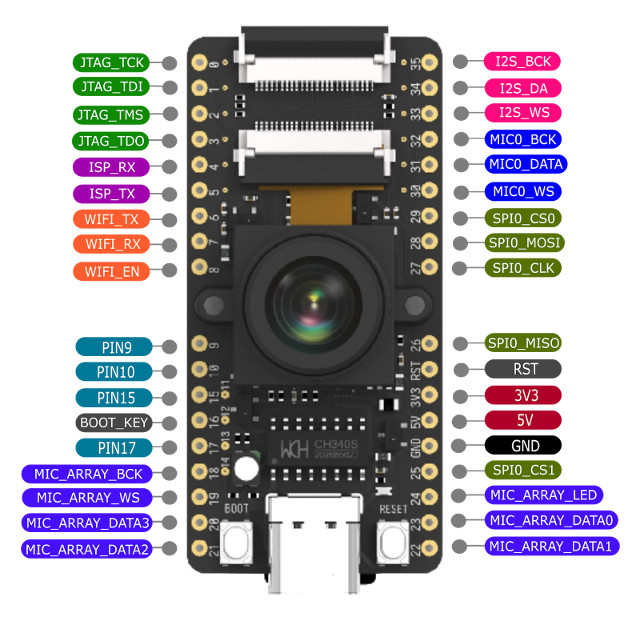 JTAG_TCK
JTAG_TDI
JTAG_TMS
JTAG_TDO
ISP_RX
ISP_TX
WIFI_TX
WIFI_RX
WIFI_EN
PIN9
PIN10
PIN15
BOOT_KEY
PIN17
MIC_ARRAY_BCK
MIC_ARRAY_WS
MIC_ARRAY_DATA3
MIC_ARRAY_DATA2
0
1
2
3
4
5
6
7
8
9
10
15
16
17
18
19
20
21
11
12
13
14
BOOT
WCH
CH340S
RESET
35
34
33
32
31
30
29
28
27
26
RST
3V3
5V
GND
25
24
23
22
I2S_BCK
I2S_DA
I2S_WS
MIC0_BCK
MIC0_DATA
MIC0_WS
SPI0_CS0
SPI0_MOSI
SPI0_CLK
SPI0_MISO
RST
3V3
5V
GND
SPI0_CS1
MIC_ARRAY_LED
MIC_ARRAY_DATA0
MIC_ARRAY_DATA1